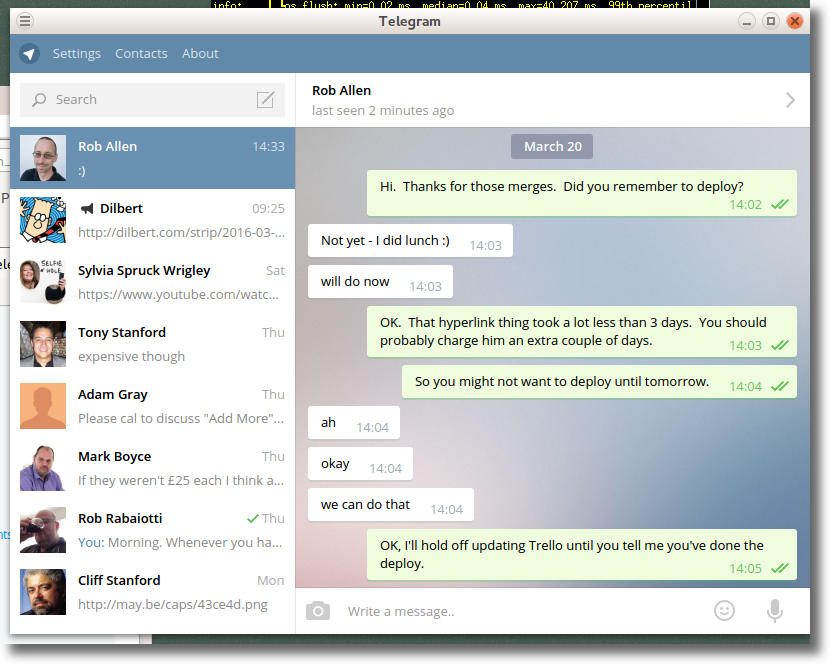 info: los flush: min=0.02 ms, median=0.04 ms, max=40.207 ms, 99th percentil
Telegram
Settings Contacts About
Search
Rob Allen 14:33
:)
Dilbert 09:25
http://dilbert.com/strip/2016-03-...
SELFIE
HOLE
Sylvia Spruck Wrigley Sat
https://www.youtube.com/watc...
Tony Stanford Thu
expensive though
Adam Gray Thu
Please cal to discuss "Add More"...
Mark Boyce Thu
If they weren't £25 each I think a...
Rob Rabaiotti Thu
You: Morning. Whenever you ha...
Cliff Stanford Mon
http://may.be/caps/43ce4d.png
Rob Allen
last seen 2 minutes ago
March 20
Hi. Thanks for those merges. Did you remember to deploy?
14:02
Not yet - I did lunch :) 14:03
will do now 14:03
OK. That hyperlink thing took a lot less than 3 days. You should
probably charge him an extra couple of days. 14:03
So you might not want to deploy until tomorrow. 14:04
ah 14:04
okay 14:04
we can do that 14:04
OK, I'll hold off updating Trello until you tell me you've done the
deploy. 14:05
Write a message..